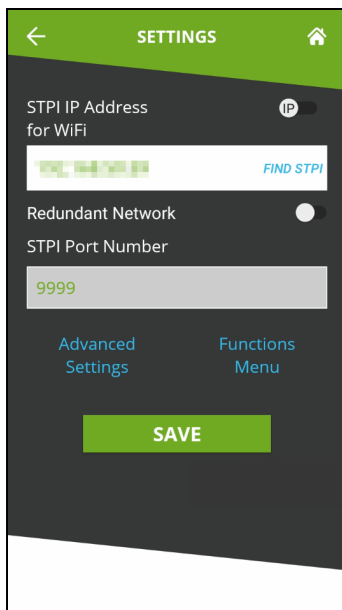 SETTINGS
STPI IP Address
for WiFi
IP
FIND STPI
Redundant Network
STPI Port Number
9999
Advanced
Settings
Functions
Menu
SAVE